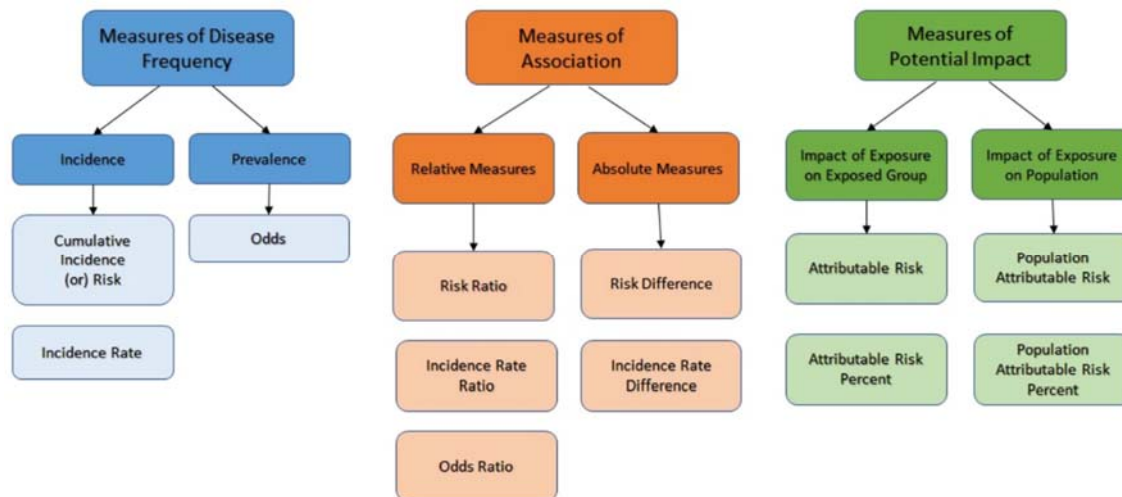 Measures of Disease
Frequency
Incidence
Prevalence
Cumulative
Incidence
(or) Risk
Odds
Incidence Rate
Measures of
Association
Relative Measures
Absolute Measures
Risk Ratio
Risk Difference
Incidence Rate
Ratio
Incidence Rate
Difference
Odds Ratio
Measures of
Potential Impact
Impact of Exposure
on Exposed Group
Impact of Exposure
on Population
Attributable Risk
Population
Attributable Risk
Attributable Risk
Percent
Population
Attributable Risk
Percent